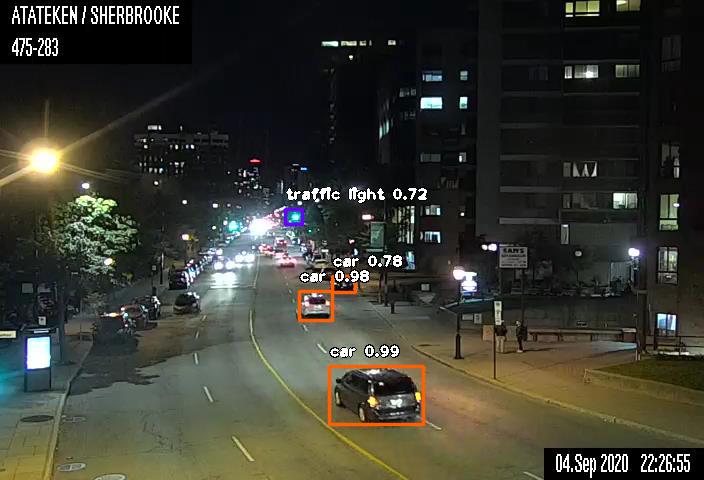 ATATEKEN / SHERBROOKE
475-283
traffic light 0.72
car 0.78
car 0.98
car 0.99
04.Sep 2020 22:26:55